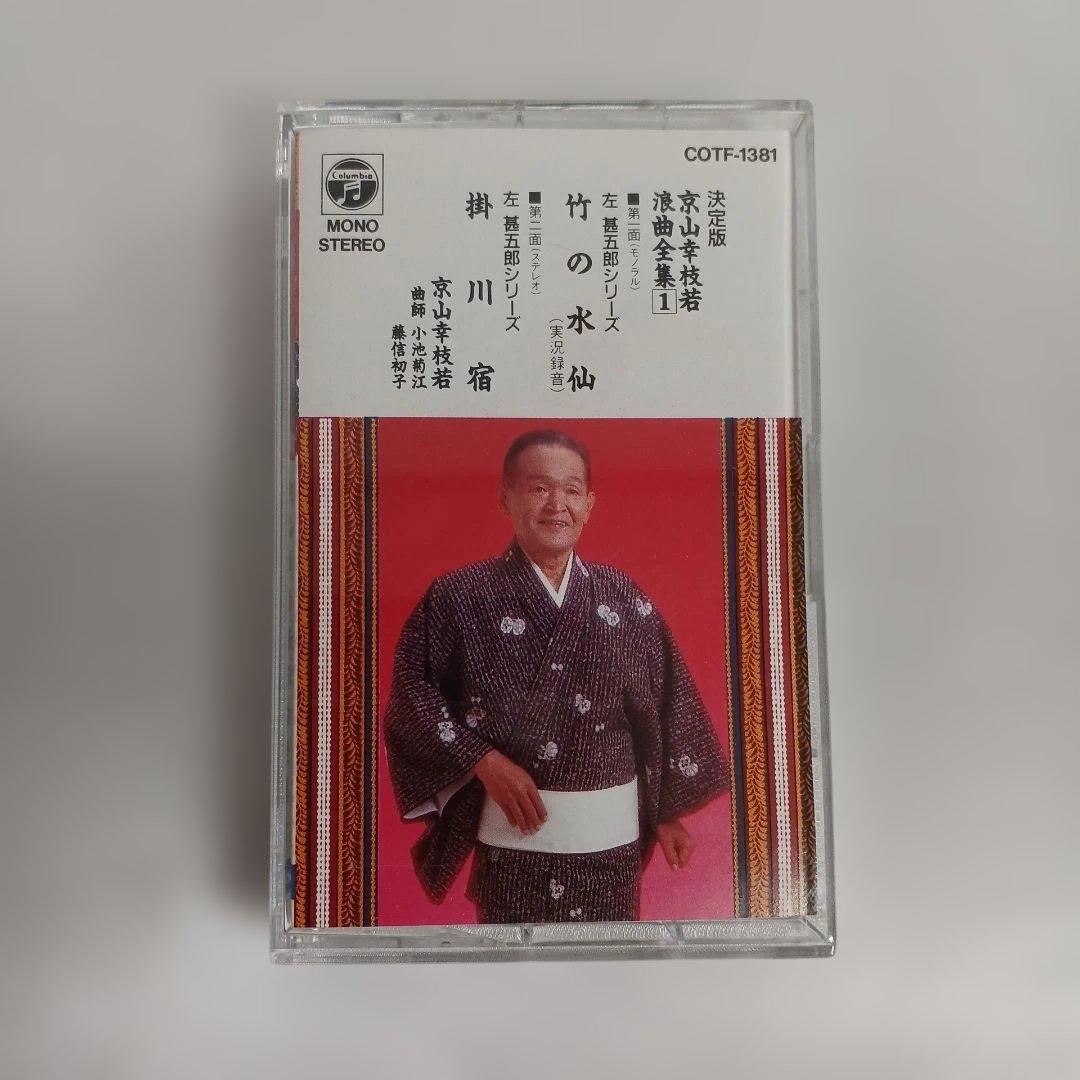 COTF-1381
Columbia
MONO
STEREO
決定版
京山幸枝若
浪曲全集1
■第一面(モノラル)
左 甚五郎シリーズ
竹の水仙
(実況録音)
■第二面(ステレオ)
左 甚五郎シリーズ
掛川宿
京山幸枝若
曲師 小池菊江
藤信初子